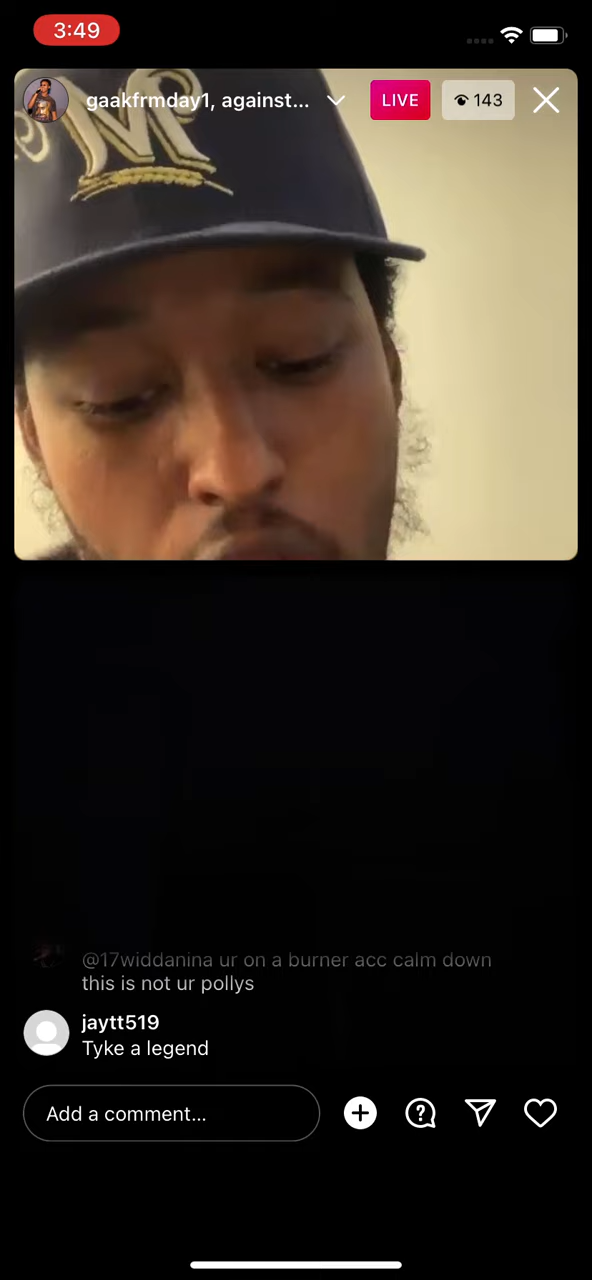 3:49
gaakfrmday1, against...
LIVE
143
M
@17widdanina ur on a burner acc calm down
this is not ur pollys
jaytt519
Tyke a legend
Add a comment...